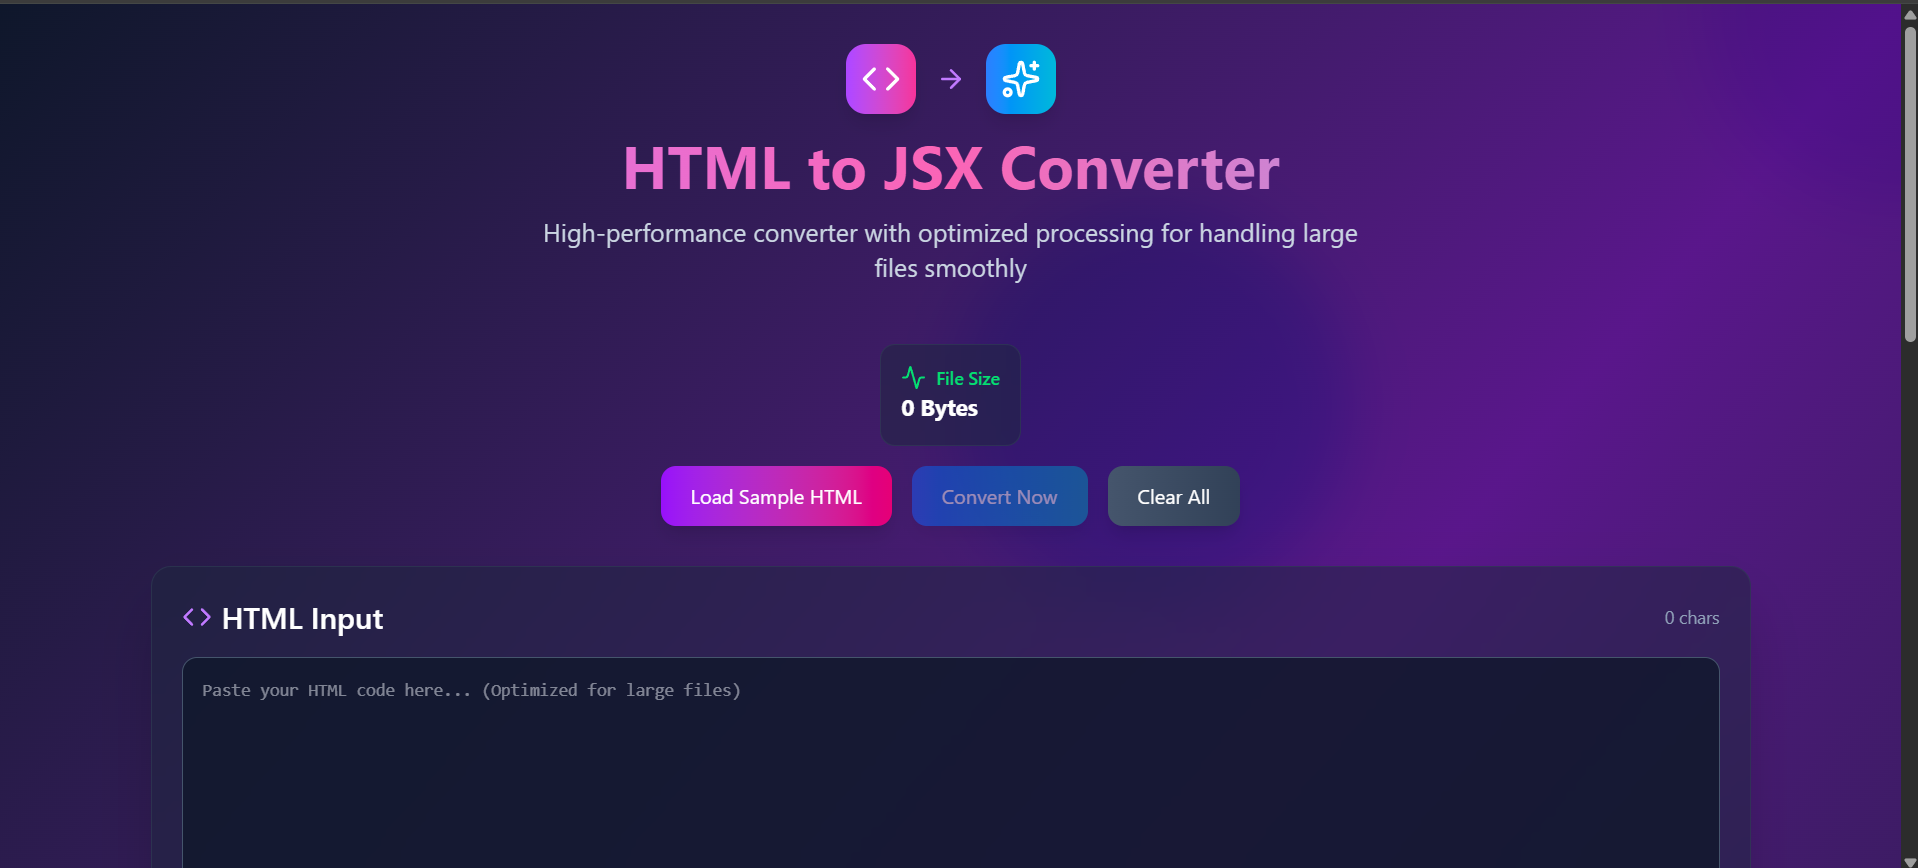 HTML to JSX Converter
High-performance converter with optimized processing for handling large
files smoothly
File Size
0 Bytes
Load Sample HTML
Convert Now
Clear All
HTML Input
0 chars
Paste your HTML code here... (Optimized for large files)